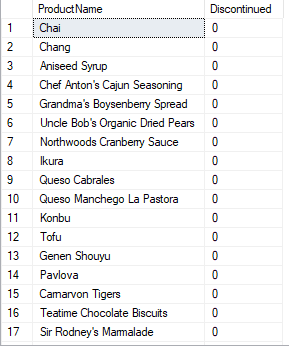 ProductName Discontinued
1 Chai 0
2 Chang 0
3 Aniseed Syrup 0
4 Chef Anton's Cajun Seasoning 0
5 Grandma's Boysenberry Spread 0
6 Uncle Bob's Organic Dried Pears 0
7 Northwoods Cranberry Sauce 0
8 Ikura 0
9 Queso Cabrales 0
10 Queso Manchego La Pastora 0
11 Konbu 0
12 Tofu 0
13 Genen Shouyu 0
14 Pavlova 0
15 Carnarvon Tigers 0
16 Teatime Chocolate Biscuits 0
17 Sir Rodney's Marmalade 0